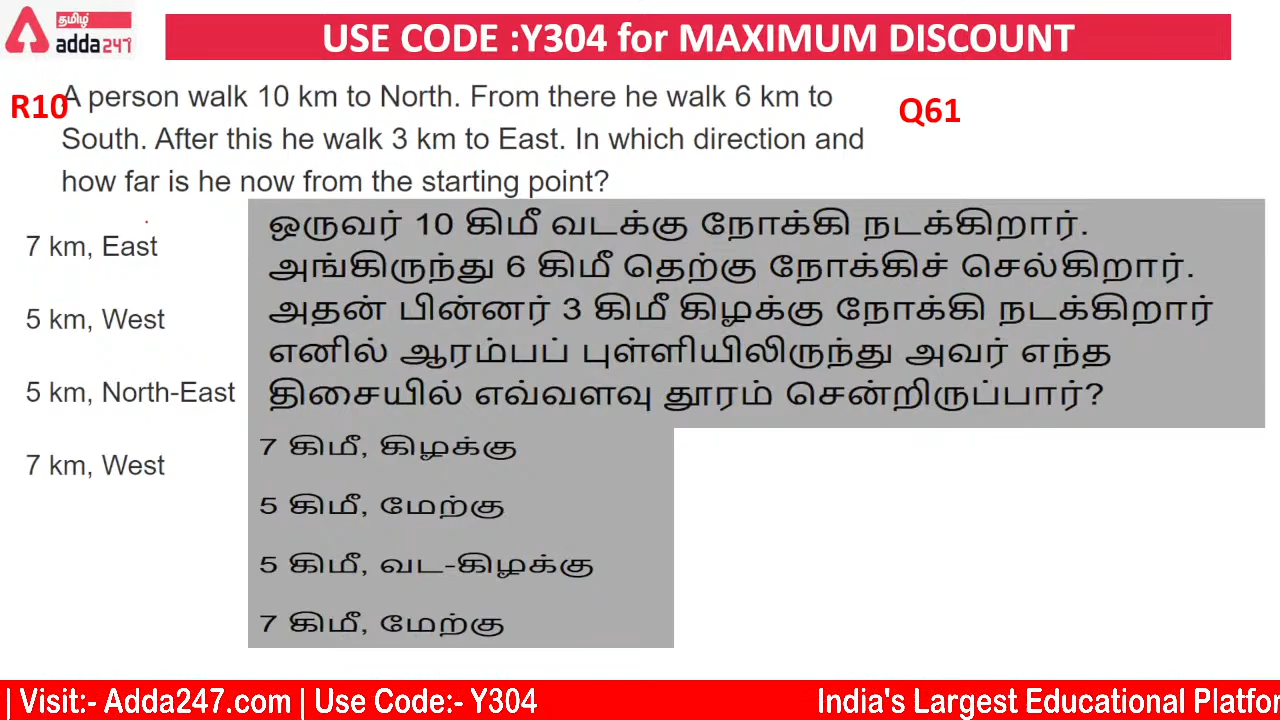 தமிழ்
adda247
USE CODE :Y304 for MAXIMUM DISCOUNT
R10
A person walk 10 km to North. From there he walk 6 km to
South. After this he walk 3 km to East. In which direction and
how far is he now from the starting point?
Q61
7 km, East
5 km, West
5 km, North-East
7 km, West
ஒருவர் 10 கிமீ வடக்கு நோக்கி நடக்கிறார்.
அங்கிருந்து 6 கிமீ தெற்கு நோக்கிச் செல்கிறார்.
அதன் பின்னர் 3 கிமீ கிழக்கு நோக்கி நடக்கிறார்
எனில் ஆரம்பப் புள்ளியிலிருந்து அவர் எந்த
திசையில் எவ்வளவு தூரம் சென்றிருப்பார்?
7 கிமீ, கிழக்கு
5 கிமீ, மேற்கு
5 கிமீ, வட-கிழக்கு
7 கிமீ, மேற்கு
| Visit:- Adda247.com | Use Code:- Y304
India's Largest Educational Platfor